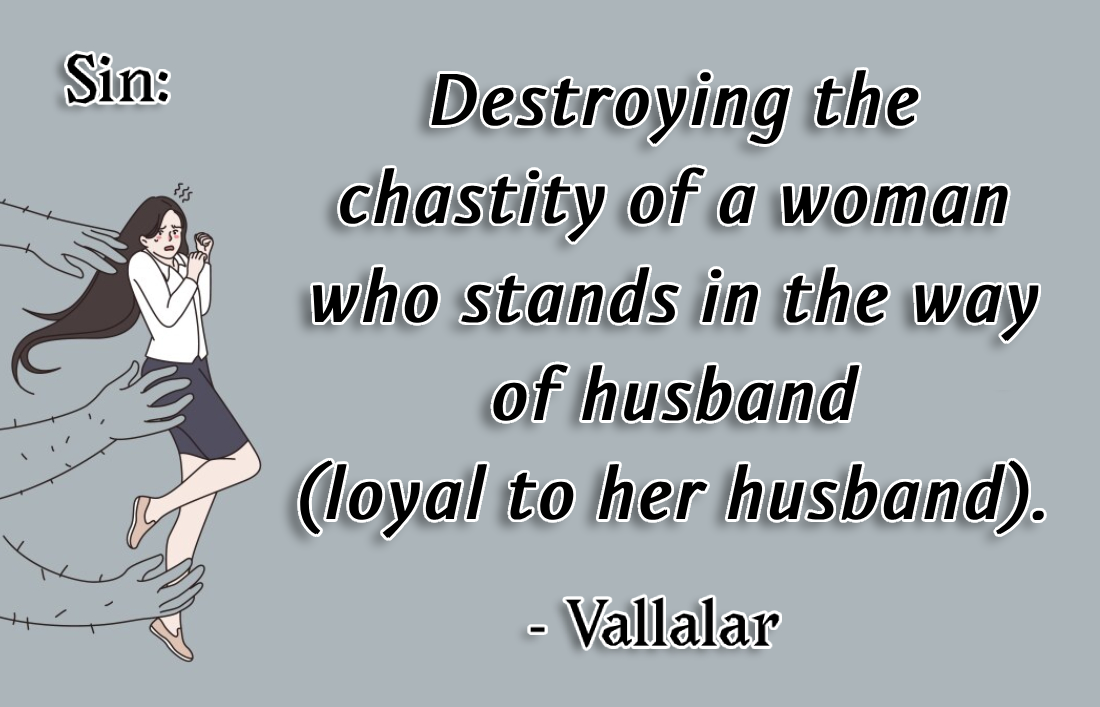 Sin:
Destroying the
chastity of a woman
who stands in the way
of husband
(loyal to her husband).
- Vallalar